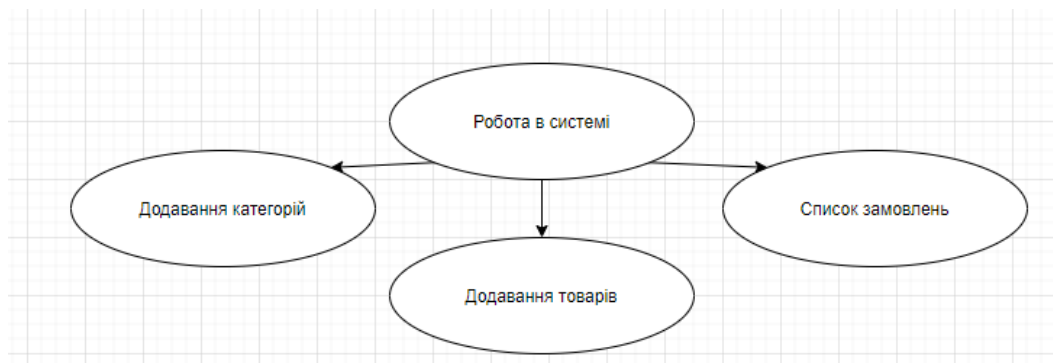 Робота в системі
Додавання категорій
Список замовлень
Додавання товарів